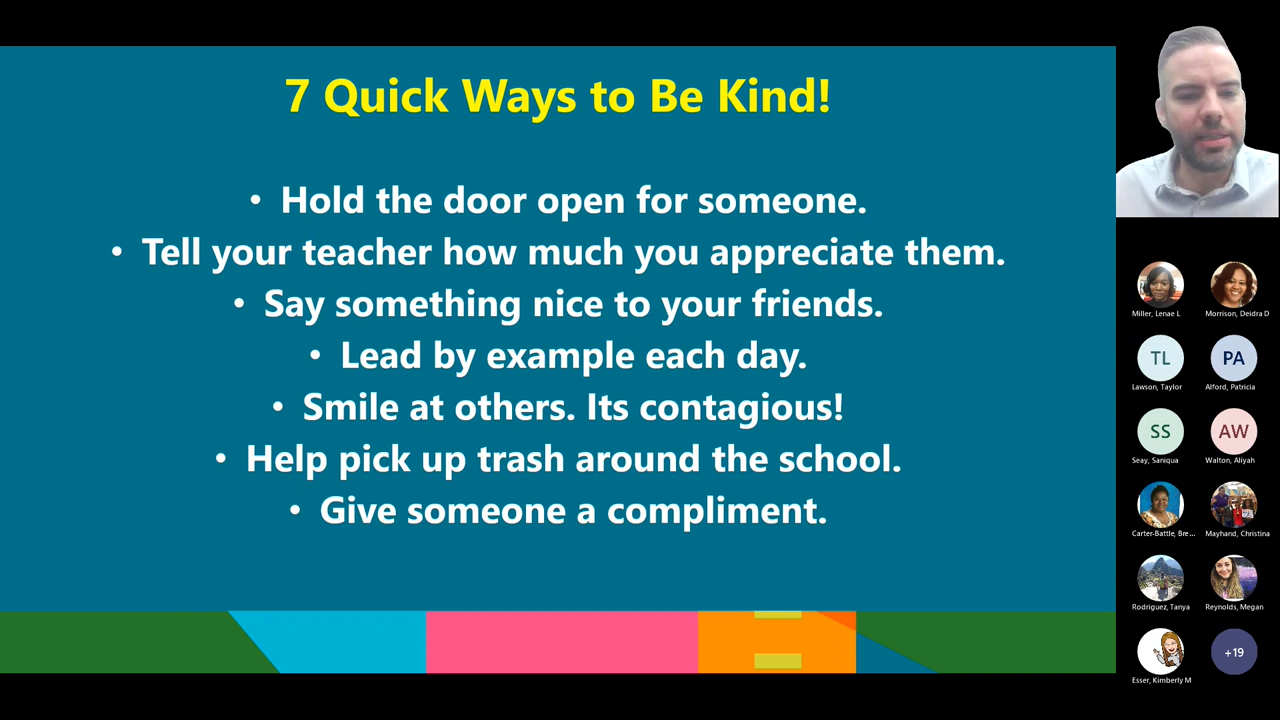 7 Quick Ways to Be Kind!
• Hold the door open for someone.
• Tell your teacher how much you appreciate them.
• Say something nice to your friends.
• Lead by example each day.
• Smile at others. Its contagious!
• Help pick up trash around the school.
• Give someone a compliment.
Miller, Lenae L
Morrison, Deidra D
TL
PA
Lawson, Taylor
Alford, Patricia
SS
AW
Seay, Saniqua
Walton, Aliyah
Carter-Battle, Bre...
Mayhand, Christina
Rodriguez, Tanya
Reynolds, Megan
+19
Esser, Kimberly M